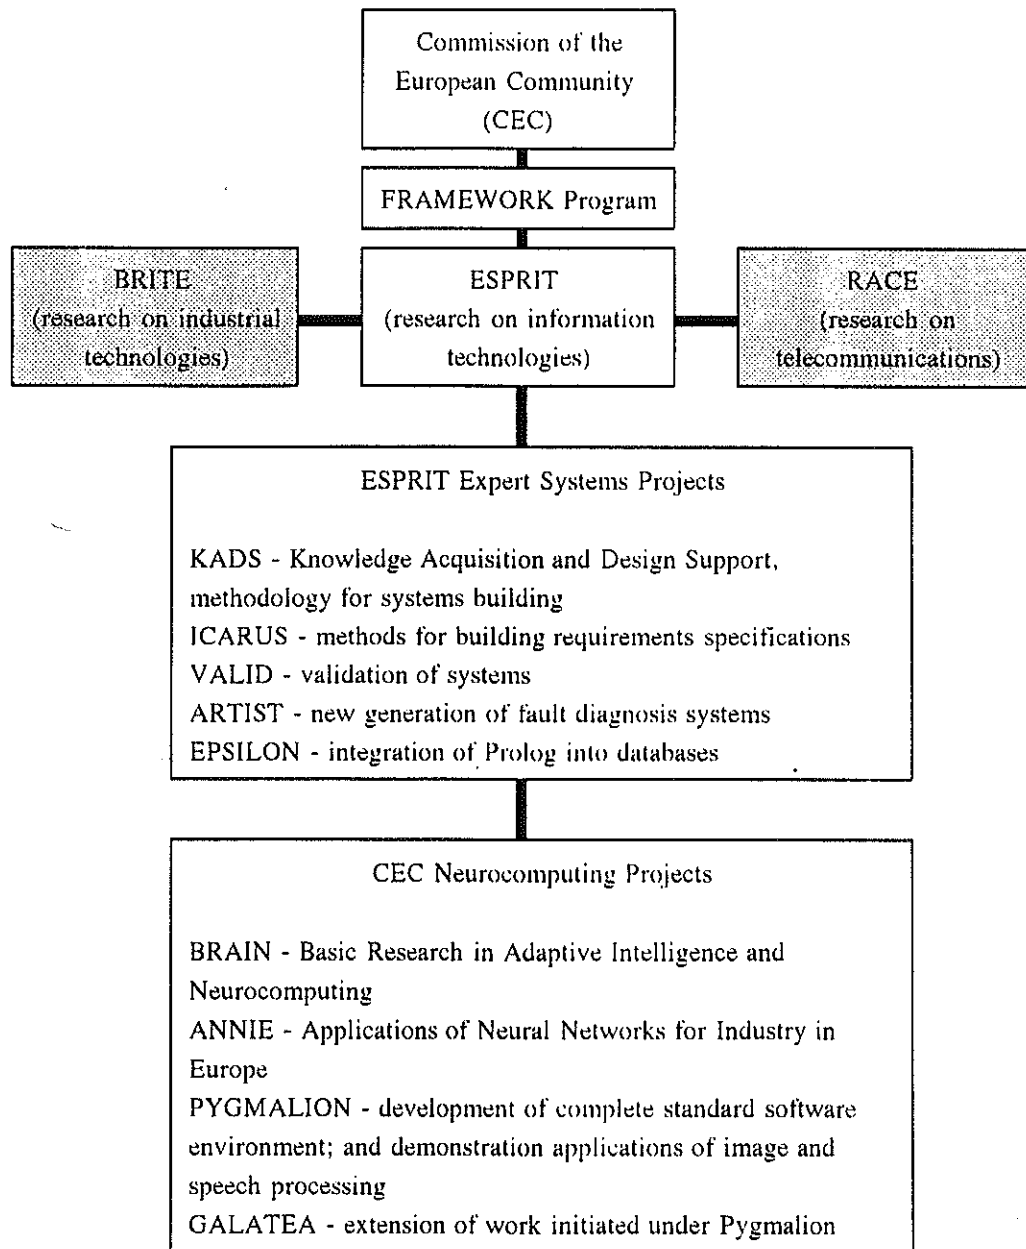 Commission of the
European Community
(CEC)
FRAMEWORK Program
BRITE
(research on industrial
technologies)
ESPRIT
(research on information
technologies)
RACE
(research on
telecommunications)
ESPRIT Expert Systems Projects
KADS - Knowledge Acquisition and Design Support,
methodology for systems building
ICARUS - methods for building requirements specifications
VALID - validation of systems
ARTIST - new generation of fault diagnosis systems
EPSILON - integration of Prolog into databases
CEC Neurocomputing Projects
BRAIN - Basic Research in Adaptive Intelligence and
Neurocomputing
ANNIE - Applications of Neural Networks for Industry in
Europe
PYGMALION - development of complete standard software
environment; and demonstration applications of image and
speech processing
GALATEA - extension of work initiated under Pygmalion